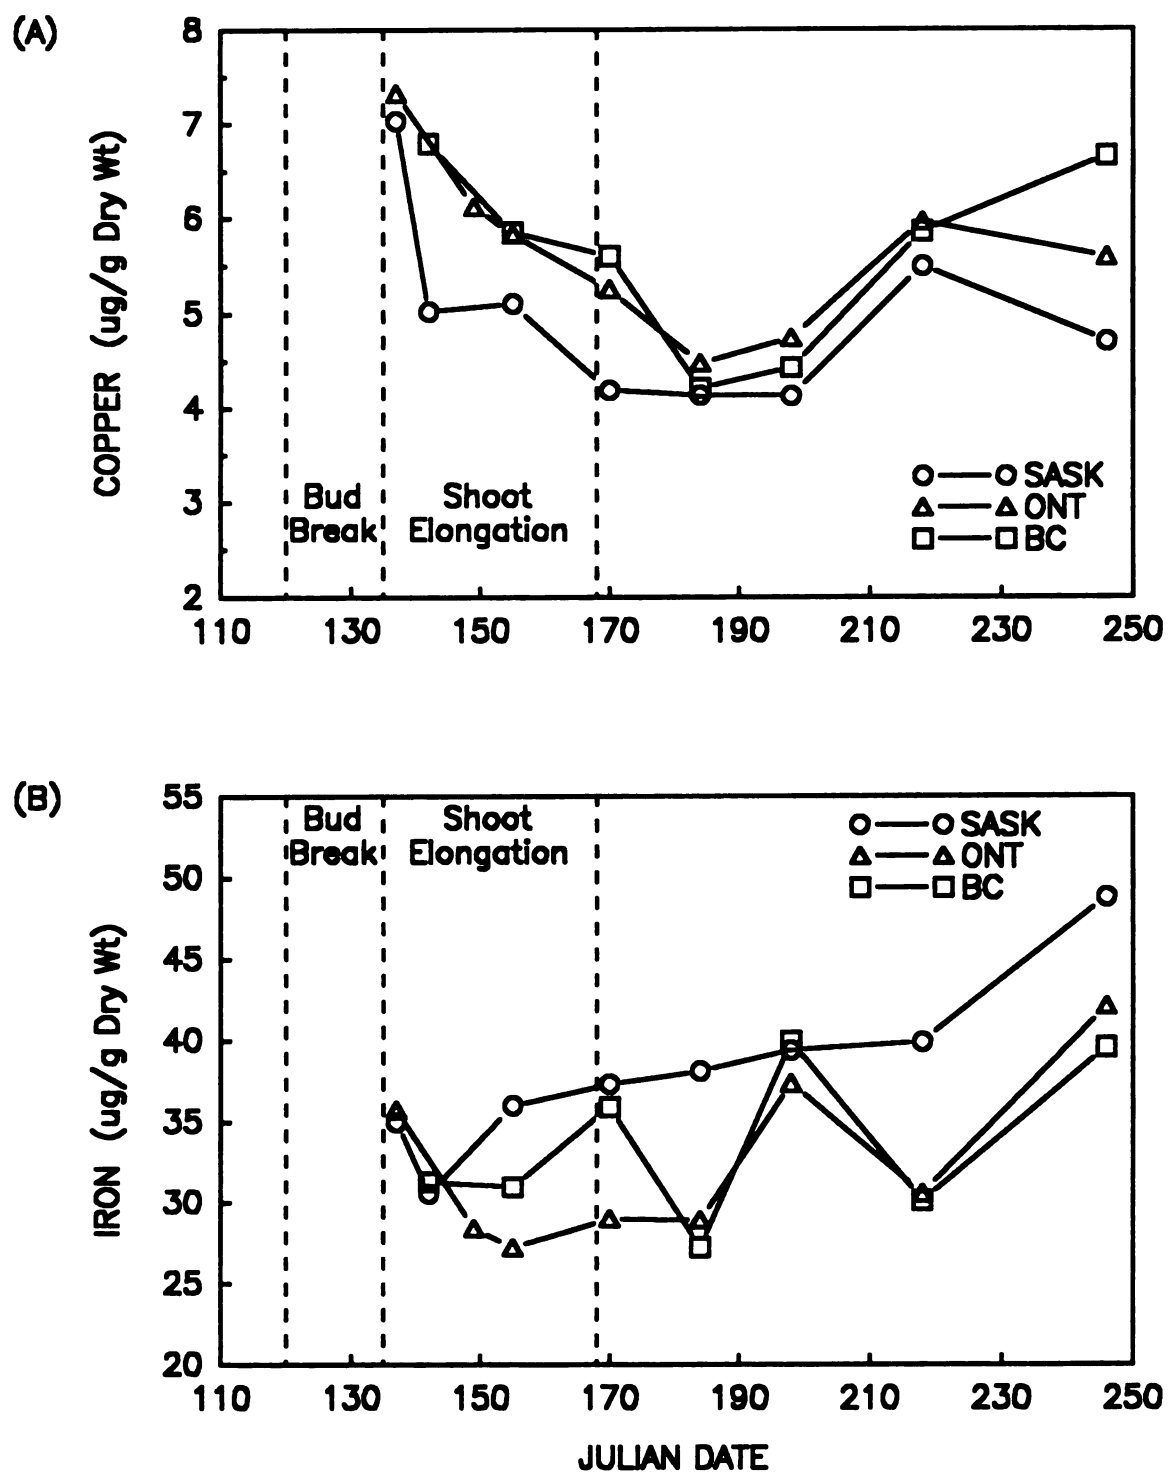 (A)
8
7
6
5
4
3
2
COPPER (ug/g Dry Wt)
Bud
Break
Shoot
Elongation
SASK
ONT
BC
110 130 150 170 190 210 230 250
(B)
55
50
45
40
35
30
25
20
IRON (ug/g Dry Wt)
Bud
Break
Shoot
Elongation
SASK
ONT
BC
110 130 150 170 190 210 230 250
JULIAN DATE